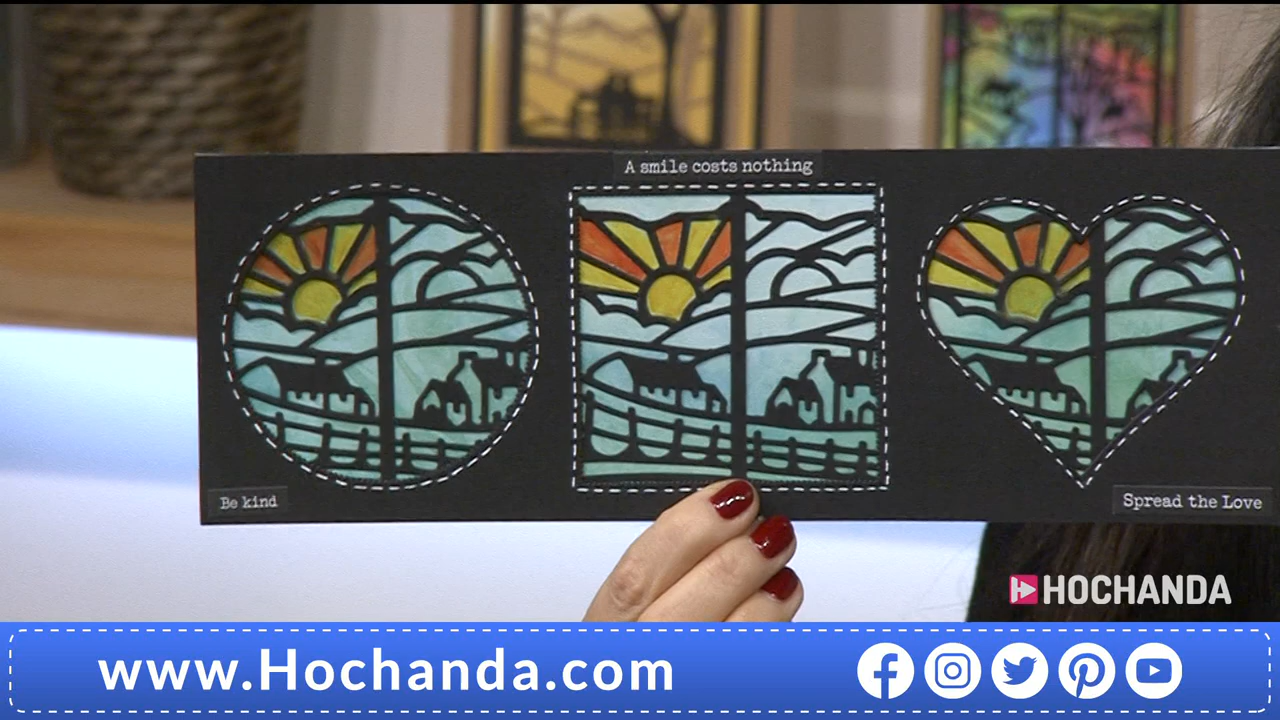 A smile costs nothing
Be kind
Spread the Love
HOCHANDA
www.Hochanda.com